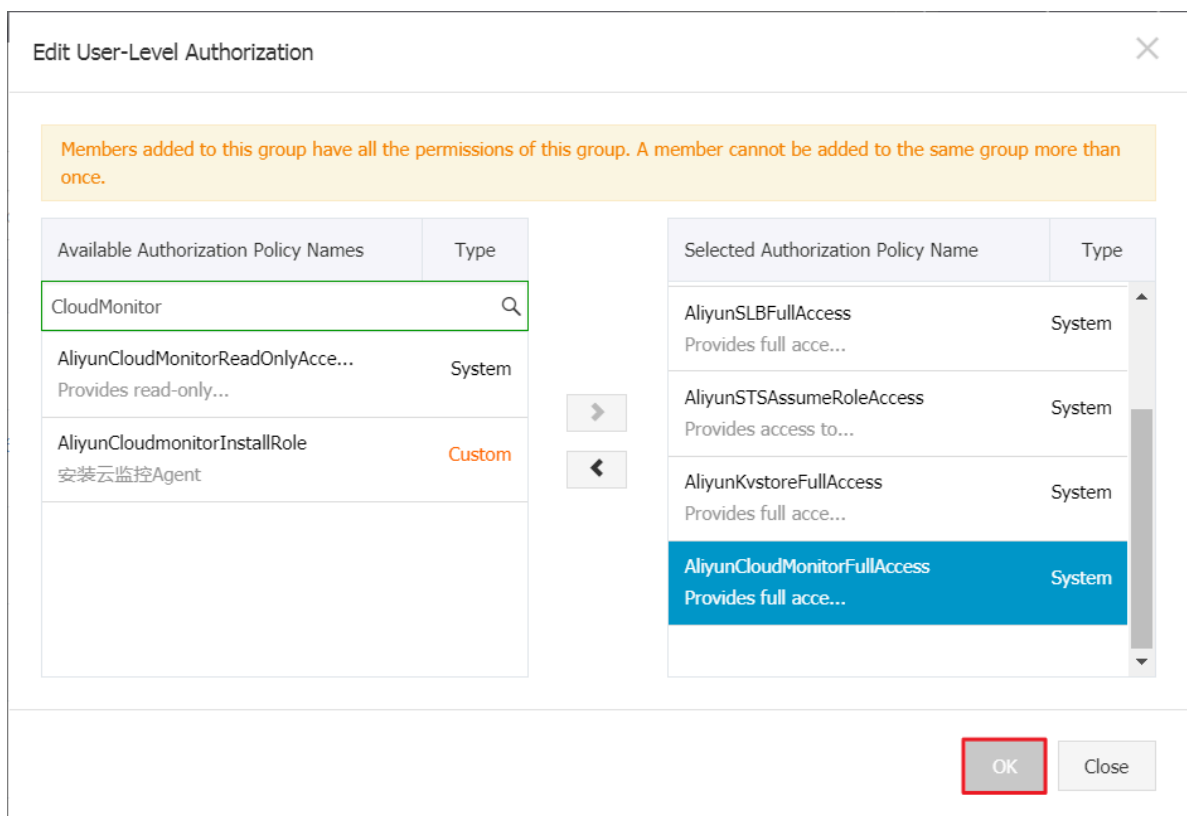 Edit User-Level Authorization
Members added to this group have all the permissions of this group. A member cannot be added to the same group more than
once.
Available Authorization Policy Names
Type
CloudMonitor
AliyunCloudMonitorReadOnlyAcce...
System
Provides read-only...
AliyunCloudmonitorInstallRole
Custom
安装云监控Agent
Selected Authorization Policy Name
Type
AliyunSLBFullAccess
System
Provides full acce...
AliyunSTSAssumeRoleAccess
System
Provides access to...
AliyunKvstoreFullAccess
System
Provides full acce...
AliyunCloudMonitorFullAccess
System
Provides full acce...
OK
Close